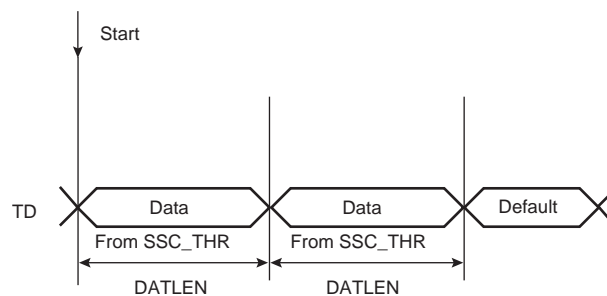 Start
TD
Data
Data
Default
From SSC_THR
From SSC_THR
DATLEN
DATLEN